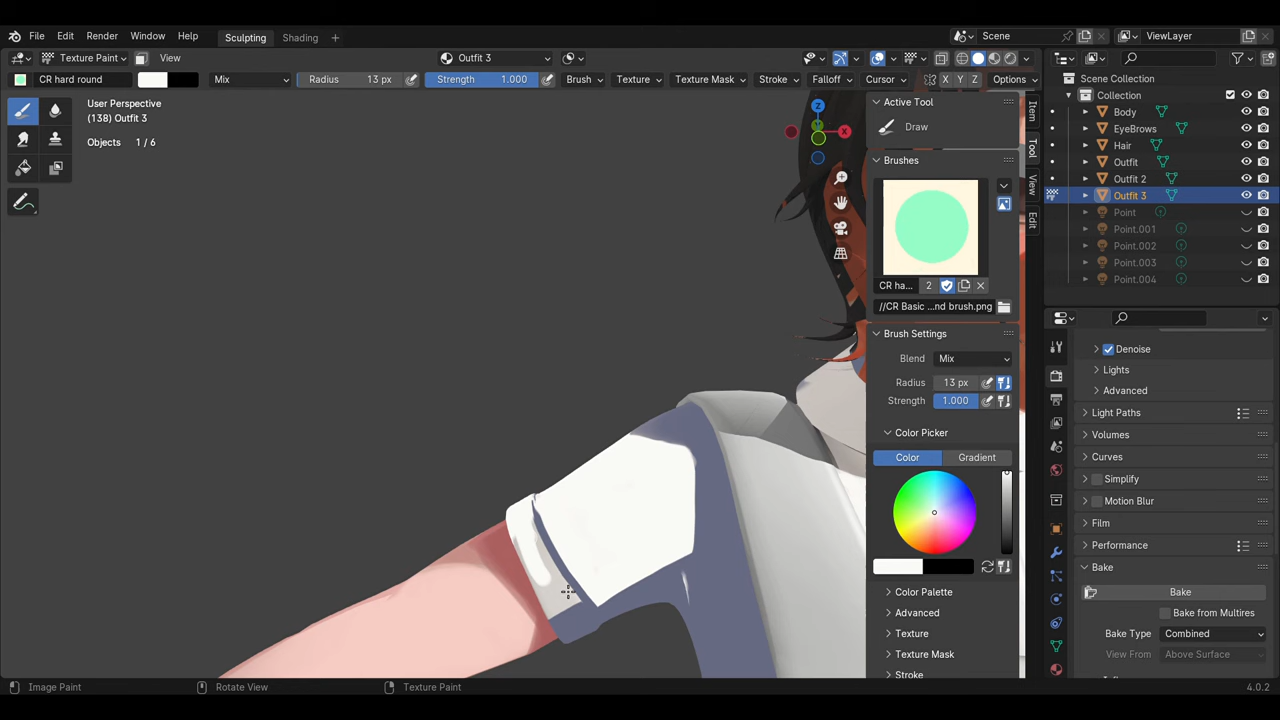 File Edit Render Window Help Sculpting Shading + Scene ViewLayer
Texture Paint View Outfit 3 Options
CR hard round Mix Radius 13 px Strength 1.000 Brush Texture Texture Mask Stroke Falloff Cursor X Y Z Options
User Perspective
(138) Outfit 3
Objects 1 / 6
Z
X
Active Tool
Draw
Brushes
CR ha... 2
//CR Basic ...nd brush.png
Brush Settings
Blend Mix
Radius 13 px
Strength 1.000
Color Picker
Color Gradient
Color Palette
Advanced
Texture
Texture Mask
Stroke
Item
Tool
View
Edit
Scene Collection
Collection
Body
EyeBrows
Hair
Outfit
Outfit 2
Outfit 3
Point
Point.001
Point.002
Point.003
Point.004
Denoise
Lights
Advanced
Light Paths
Volumes
Curves
Simplify
Motion Blur
Film
Performance
Bake
Bake
Bake from Multires
Bake Type Combined
View From Above Surface
Image Paint Rotate View Texture Paint 4.0.2